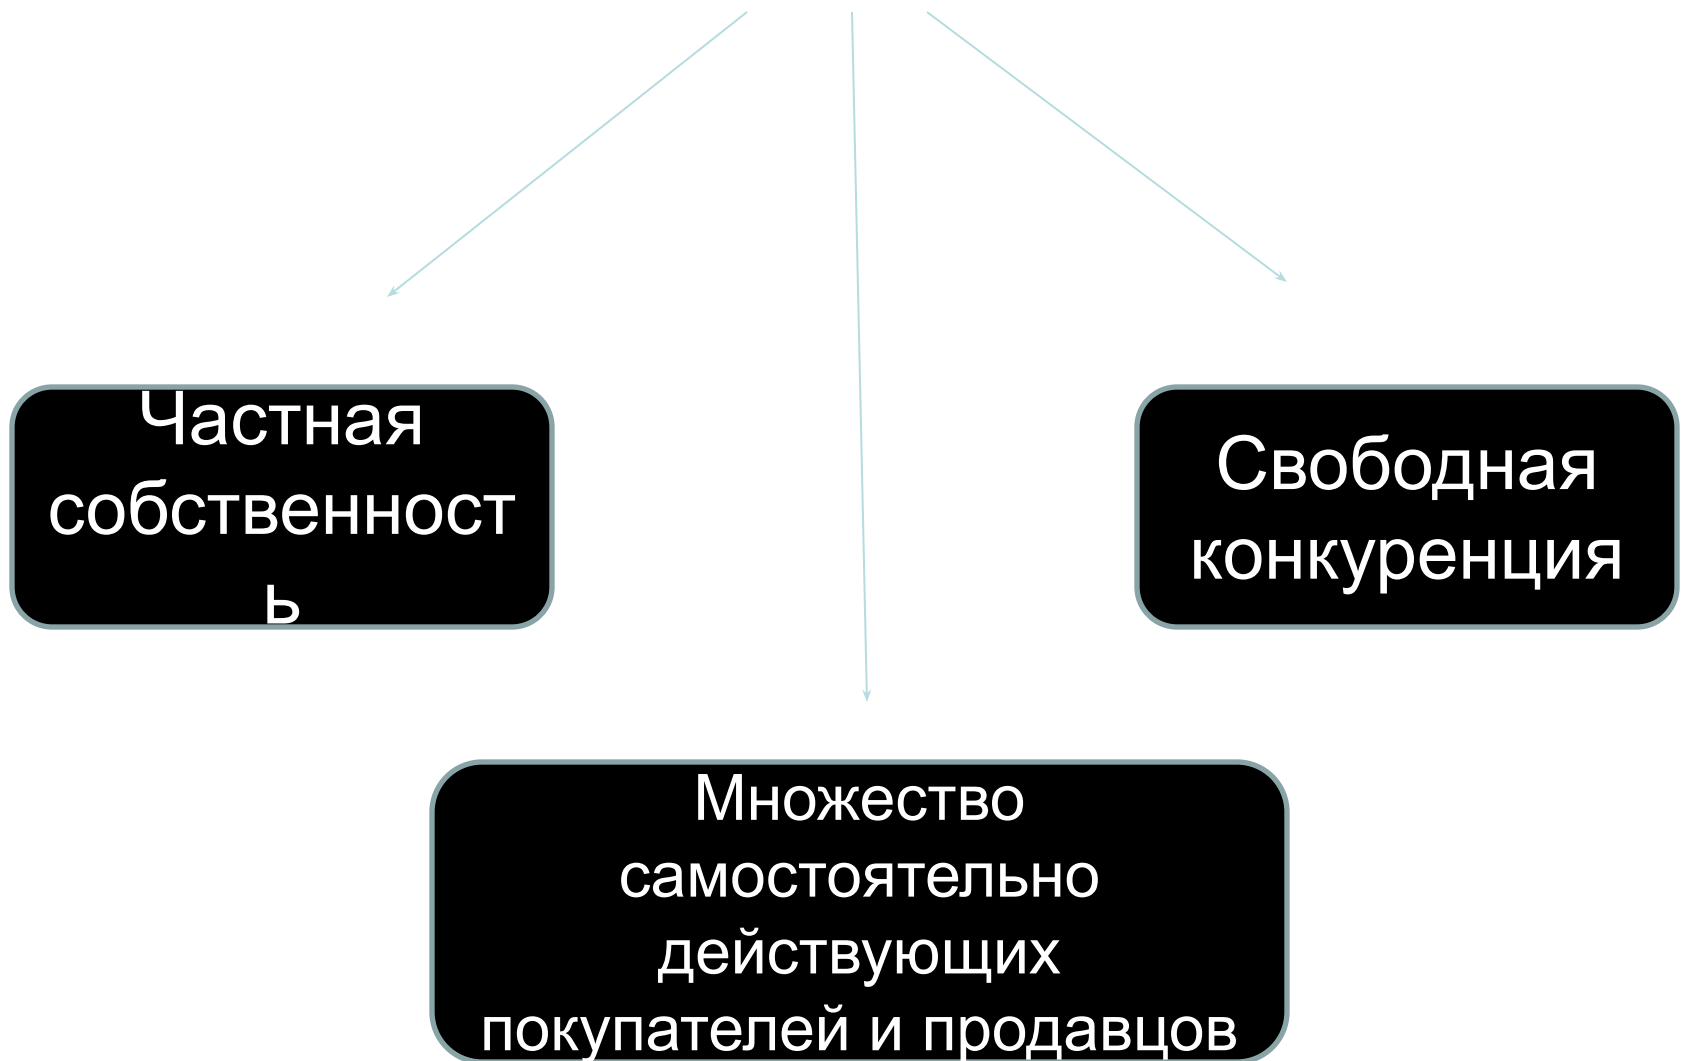 Частная
собственност
ь
Свободная
конкуренция
Множество
самостоятельно
действующих
покупателей и продавцов